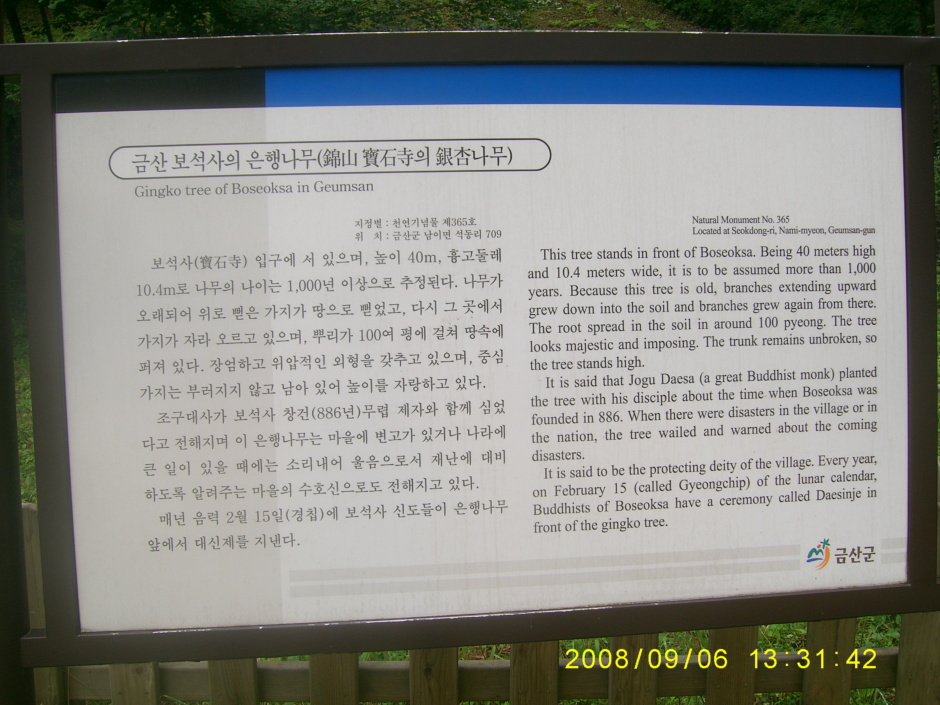 금산 보석사의 은행나무(錦山 寶石寺의 銀杏나무)
Gingko tree of Boseoksa in Geumsan
지정별 : 천연기념물 제365호
위 치 : 금산군 남이면 석동리 709
보석사(寶石寺) 입구에 서 있으며, 높이 40m, 흉고둘레
10.4m로 나무의 나이는 1,000년 이상으로 추정된다. 나무가
오래되어 위로 뻗은 가지가 땅으로 뻗었고, 다시 그 곳에서
가지가 자라 오르고 있으며, 뿌리가 100여 평에 걸쳐 땅속에
퍼져 있다. 장엄하고 위압적인 외형을 갖추고 있으며, 중심
가지는 부러지지 않고 남아 있어 높이를 자랑하고 있다.
조구대사가 보석사 창건(886년)무렵 제자와 함께 심었
다고 전해지며 이 은행나무는 마을에 변고가 있거나 나라에
큰 일이 있을 때에는 소리내어 울음으로서 재난에 대비
하도록 알려주는 마을의 수호신으로도 전해지고 있다.
매년 음력 2월 15일(경칩)에 보석사 신도들이 은행나무
앞에서 대신제를 지낸다.
Natural Monument No. 365
Located at Seokdong-ri, Nami-myeon, Geumsan-gun
This tree stands in front of Boseoksa. Being 40 meters high
and 10.4 meters wide, it is to be assumed more than 1,000
years. Because this tree is old, branches extending upward
grew down into the soil and branches grew again from there.
The root spread in the soil in around 100 pyeong. The tree
looks majestic and imposing. The trunk remains unbroken, so
the tree stands high.
It is said that Jogu Daesa (a great Buddhist monk) planted
the tree with his disciple about the time when Boseoksa was
founded in 886. When there were disasters in the village or in
the nation, the tree wailed and warned about the coming
disasters.
It is said to be the protecting deity of the village. Every year,
on February 15 (called Gyeongchip) of the lunar calendar,
Buddhists of Boseoksa have a ceremony called Daesinje in
front of the gingko tree.
금산군
2008/09/06 13:31:42